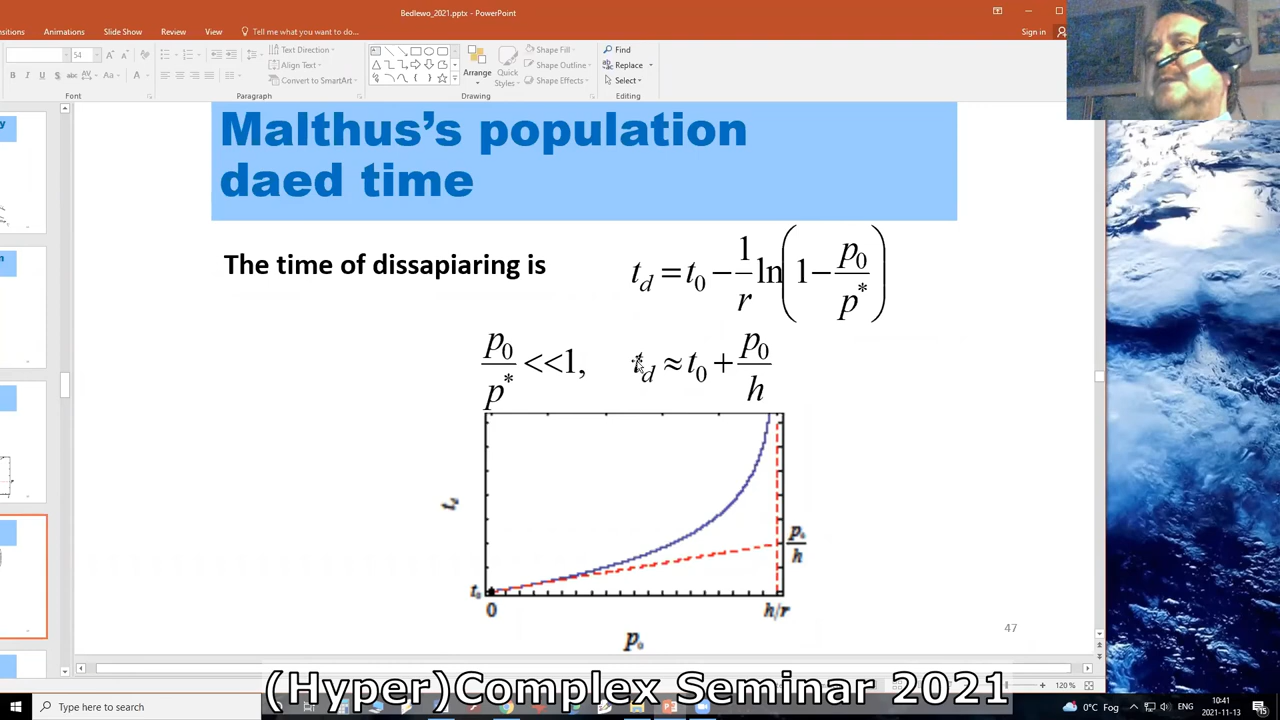 Bedlewo_2021.pptx - PowerPoint
Animations Slide Show Review View Tell me what you want to do...
Sign in
54
Text Direction
Align Text
Convert to SmartArt
Arrange
Quick Styles
Shape Fill
Shape Outline
Shape Effects
Find
Replace
Select
Font Paragraph Drawing Editing
Malthus's population
daed time
The time of dissapiaring is
t_d = t_0 − 1/r ln(1 − p_0/p*)
p_0/p* <<1, t_d ≈ t_0 + p_0/h
t_d
p_0/h
t_0
0 h/r
p_0
47
120 %
(Hyper)Complex Seminar 2021
Type here to search
0°C Fog
10:41
2021-11-13
15